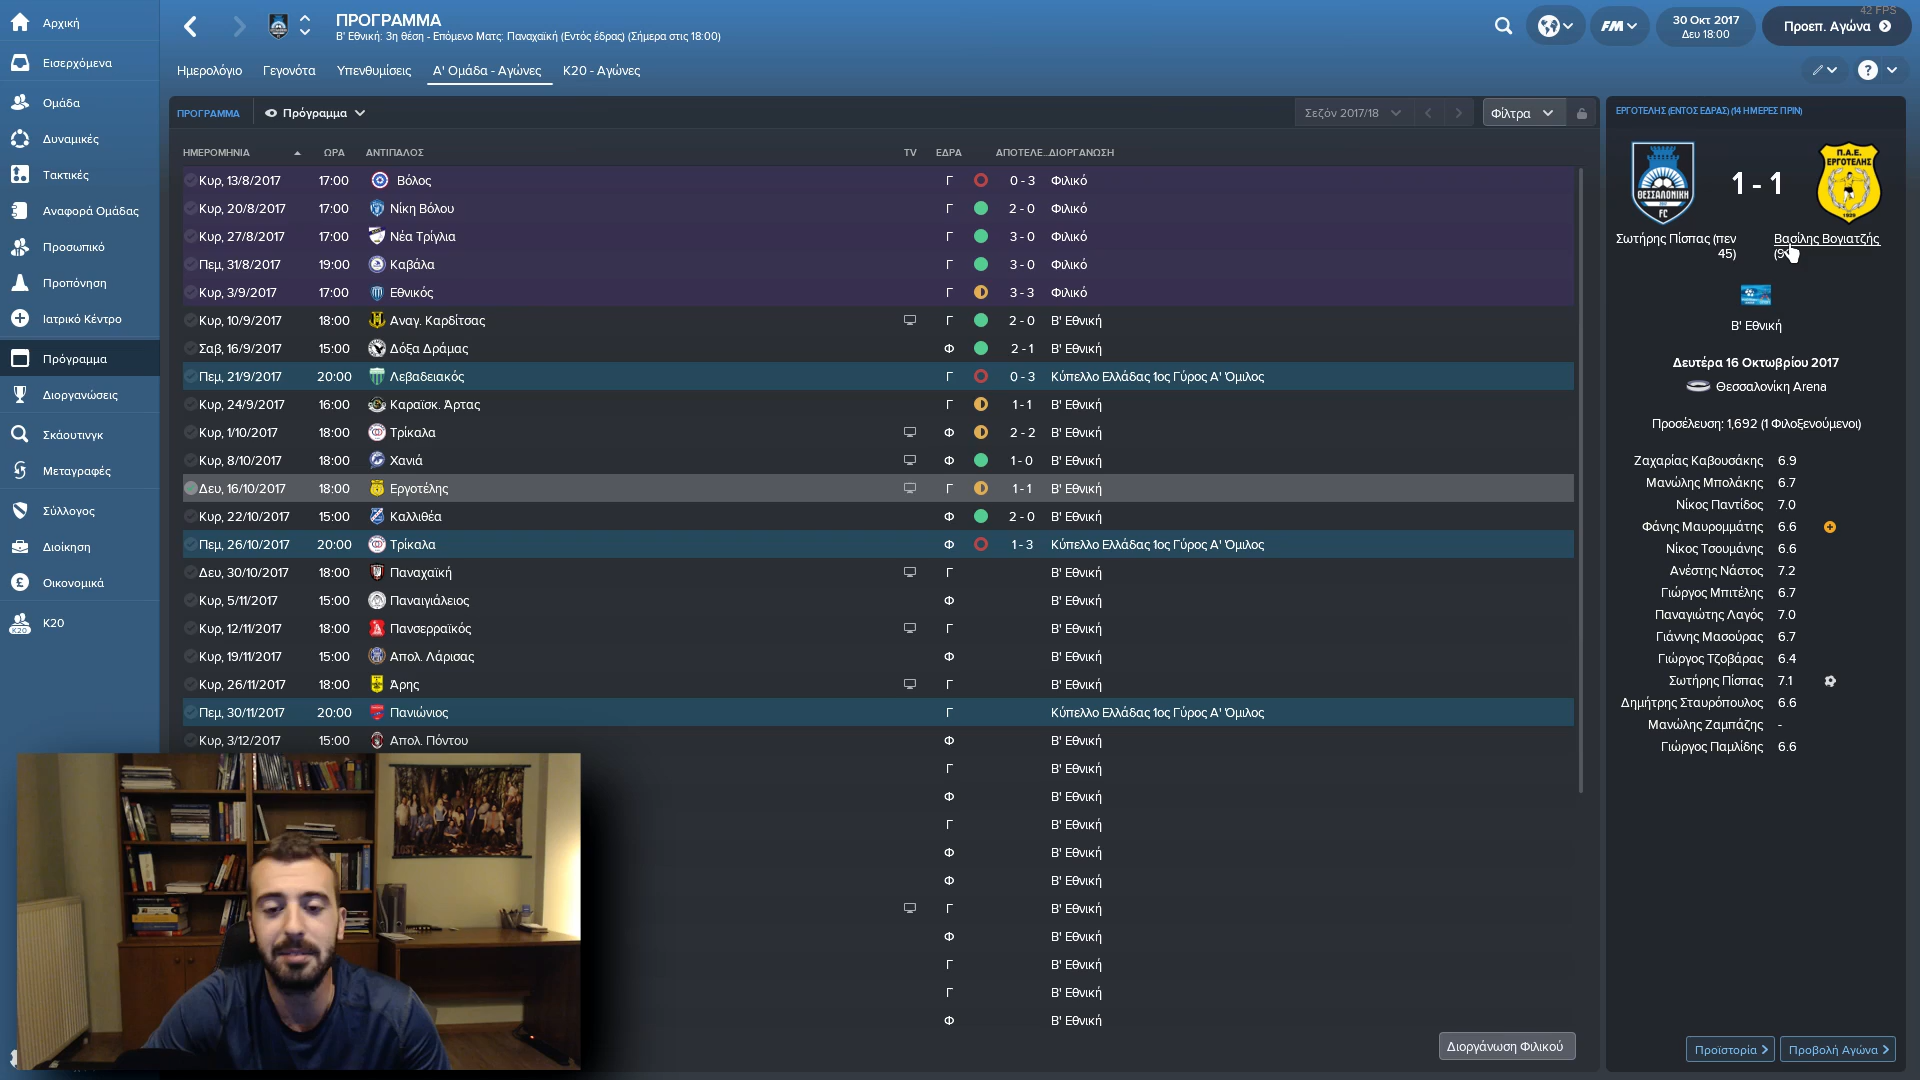 42 FPS
Αρχική
Εισερχόμενα
Ομάδα
Δυναμικές
Τακτικές
Αναφορά Ομάδας
Προσωπικό
Προπόνηση
Ιατρικό Κέντρο
Πρόγραμμα
Διοργανώσεις
Σκάουτινγκ
Μεταγραφές
Σύλλογος
Διοίκηση
Οικονομικά
Κ20
ΠΡΟΓΡΑΜΜΑ
Β' Εθνική: 3η θέση - Επόμενο Ματς: Παναχαϊκή (Εντός έδρας) (Σήμερα στις 18:00)
FM
30 Οκτ 2017
Δευ 18:00
Προεπ. Αγώνα
Ημερολόγιο Γεγονότα Υπενθυμίσεις Α' Ομάδα - Αγώνες Κ20 - Αγώνες
ΠΡΟΓΡΑΜΜΑ Πρόγραμμα Σεζόν 2017/18 Φίλτρα
ΗΜΕΡΟΜΗΝΙΑ ΩΡΑ ΑΝΤΙΠΑΛΟΣ TV ΕΔΡΑ ΑΠΟΤΕΛΕ... ΔΙΟΡΓΑΝΩΣΗ
Κυρ, 13/8/2017 17:00 Βόλος Γ 0 - 3 Φιλικό
Κυρ, 20/8/2017 17:00 Νίκη Βόλου Γ 2 - 0 Φιλικό
Κυρ, 27/8/2017 17:00 Νέα Τρίγλια Γ 3 - 0 Φιλικό
Πεμ, 31/8/2017 19:00 Καβάλα Γ 3 - 0 Φιλικό
Κυρ, 3/9/2017 17:00 Εθνικός Γ 3 - 3 Φιλικό
Κυρ, 10/9/2017 18:00 Αναγ. Καρδίτσας Γ 2 - 0 Β' Εθνική
Σαβ, 16/9/2017 15:00 Δόξα Δράμας Φ 2 - 1 Β' Εθνική
Πεμ, 21/9/2017 20:00 Λεβαδειακός Γ 0 - 3 Κύπελλο Ελλάδας 1ος Γύρος Α' Όμιλος
Κυρ, 24/9/2017 16:00 Καραϊσκ. Άρτας Γ 1 - 1 Β' Εθνική
Κυρ, 1/10/2017 18:00 Τρίκαλα Φ 2 - 2 Β' Εθνική
Κυρ, 8/10/2017 18:00 Χανιά Φ 1 - 0 Β' Εθνική
Δευ, 16/10/2017 18:00 Εργοτέλης Γ 1 - 1 Β' Εθνική
Κυρ, 22/10/2017 15:00 Καλλιθέα Φ 2 - 0 Β' Εθνική
Πεμ, 26/10/2017 20:00 Τρίκαλα Φ 1 - 3 Κύπελλο Ελλάδας 1ος Γύρος Α' Όμιλος
Δευ, 30/10/2017 18:00 Παναχαϊκή Γ Β' Εθνική
Κυρ, 5/11/2017 15:00 Παναιγιάλειος Φ Β' Εθνική
Κυρ, 12/11/2017 18:00 Πανσερραϊκός Γ Β' Εθνική
Κυρ, 19/11/2017 15:00 Απολ. Λάρισας Φ Β' Εθνική
Κυρ, 26/11/2017 18:00 Άρης Γ Β' Εθνική
Πεμ, 30/11/2017 20:00 Πανιώνιος Γ Κύπελλο Ελλάδας 1ος Γύρος Α' Όμιλος
Κυρ, 3/12/2017 15:00 Απολ. Πόντου Φ Β' Εθνική
Γ Β' Εθνική
Φ Β' Εθνική
Γ Β' Εθνική
Φ Β' Εθνική
Φ Β' Εθνική
Γ Β' Εθνική
Φ Β' Εθνική
Γ Β' Εθνική
Γ Β' Εθνική
Φ Β' Εθνική
Διοργάνωση Φιλικού
LOST
ΕΡΓΟΤΕΛΗΣ (ΕΝΤΟΣ ΕΔΡΑΣ) (14 ΗΜΕΡΕΣ ΠΡΙΝ)
ΘΕΣΣΑΛΟΝΙΚΗ
FC
1 - 1
Π.Α.Ε.
ΕΡΓΟΤΕΛΗΣ
1929
Σωτήρης Πίσπας (πεν 45)
Βασίλης Βογιατζής
(9
Β' Εθνική
Δευτέρα 16 Οκτωβρίου 2017
Θεσσαλονίκη Arena
Προσέλευση: 1,692 (1 Φιλοξενούμενοι)
Ζαχαρίας Καβουσάκης 6.9
Μανώλης Μπολάκης 6.7
Νίκος Παντίδος 7.0
Φάνης Μαυρομμάτης 6.6
Νίκος Τσουμάνης 6.6
Ανέστης Νάστος 7.2
Γιώργος Μπιτέλης 6.7
Παναγιώτης Λαγός 7.0
Γιάννης Μασούρας 6.7
Γιώργος Τζοβάρας 6.4
Σωτήρης Πίσπας 7.1
Δημήτρης Σταυρόπουλος 6.6
Μανώλης Ζαμπάζης -
Γιώργος Παμλίδης 6.6
Προϊστορία
Προβολή Αγώνα